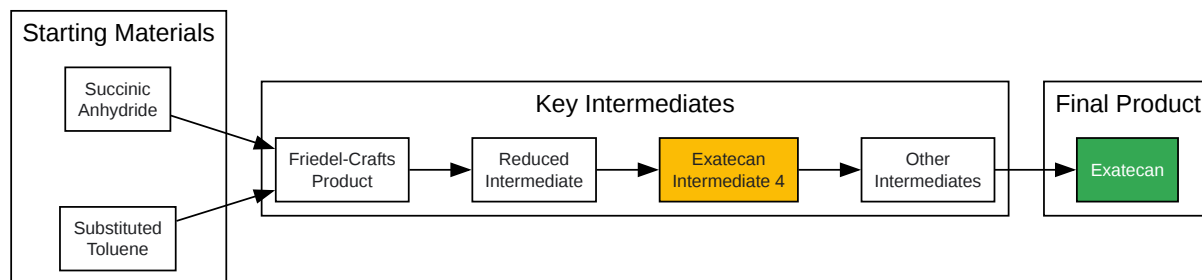 Starting Materials
Succinic
Anhydride
Substituted
Toluene
Key Intermediates
Friedel-Crafts
Product
Reduced
Intermediate
Exatecan
Intermediate 4
Other
Intermediates
Final Product
Exatecan